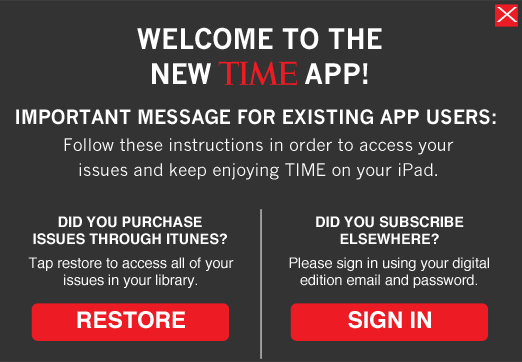 WELCOME TO THE
NEW TIME APP!
IMPORTANT MESSAGE FOR EXISTING APP USERS:
Follow these instructions in order to access your
issues and keep enjoying TIME on your iPad.
DID YOU PURCHASE
ISSUES THROUGH ITUNES?
Tap restore to access all of your
issues in your library.
RESTORE
DID YOU SUBSCRIBE
ELSEWHERE?
Please sign in using your digital
edition email and password.
SIGN IN